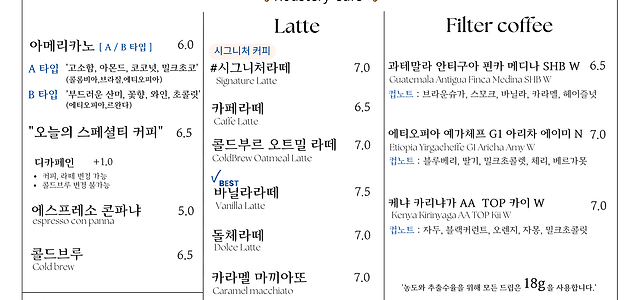 아메리카노 [ A / B 타입 ] 6.0
A 타입 '고소함, 아몬드, 코코넛, 밀크초코'
(콜롬비아,브라질,에티오피아)
B 타입 '부드러운 산미, 꽃향, 와인, 초콜릿'
(에티오피아,르완다)
"오늘의 스페셜티 커피" 6.5
디카페인 +1.0
• 커피, 라떼 변경 가능
• 콜드브루 변경 불가능
에스프레소 콘파냐 5.0
espresso con panna
콜드브루 6.5
Cold brew
Latte
시그니처 커피
#시그니처라떼 7.0
Signature Latte
카페라떼 6.5
Caffe Latte
콜드부르 오트밀 라떼 7.0
ColdBrew Oatmeal Latte
BEST
바닐라라떼 7.5
Vanilla Latte
돌체라떼 7.0
Dolce Latte
카라멜 마끼아또 7.0
Caramel macchiato
Filter coffee
과테말라 안티구아 핀카 메디나 SHB W 6.5
Guatemala Antigua Finca Medina SHB W
컵노트 : 브라운슈가, 스모크, 바닐라, 카라멜, 헤이즐넛
에티오피아 예가체프 G1 아리차 에이미 N 7.0
Etiopia Yirgacheffe G1 Aricha Amy W
컵노트 : 블루베리, 딸기, 밀크초콜렛, 체리, 베르가못
케냐 카리냐가 AA TOP 카이 W 7.0
Kenya Kirinyaga AA TOP Kii W
컵노트 : 자두, 블랙커런트, 오렌지, 자몽, 밀크초콜릿
'농도와 추출수율을 위해 모든 드립은 18g을 사용합니다.'